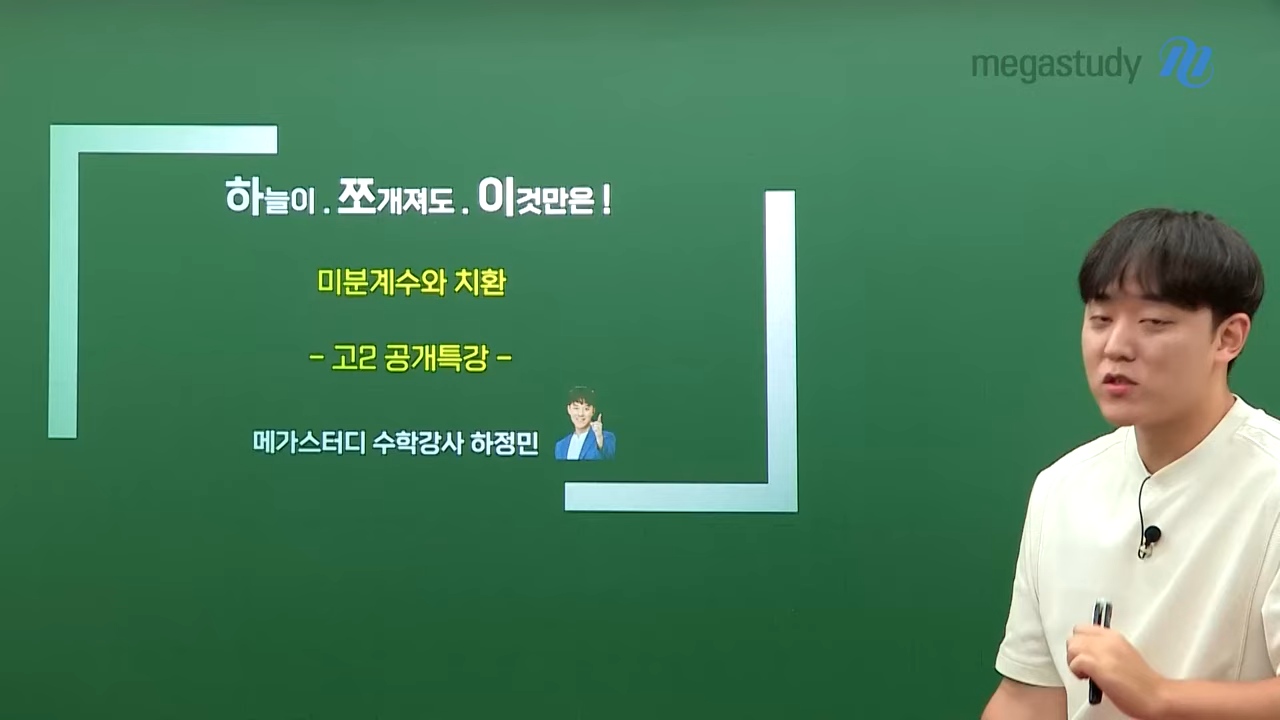 megastudy
하늘이 . 쪼개져도 . 이것만은 !
미분계수와 치환
- 고2 공개특강 -
메가스터디 수학강사 하정민